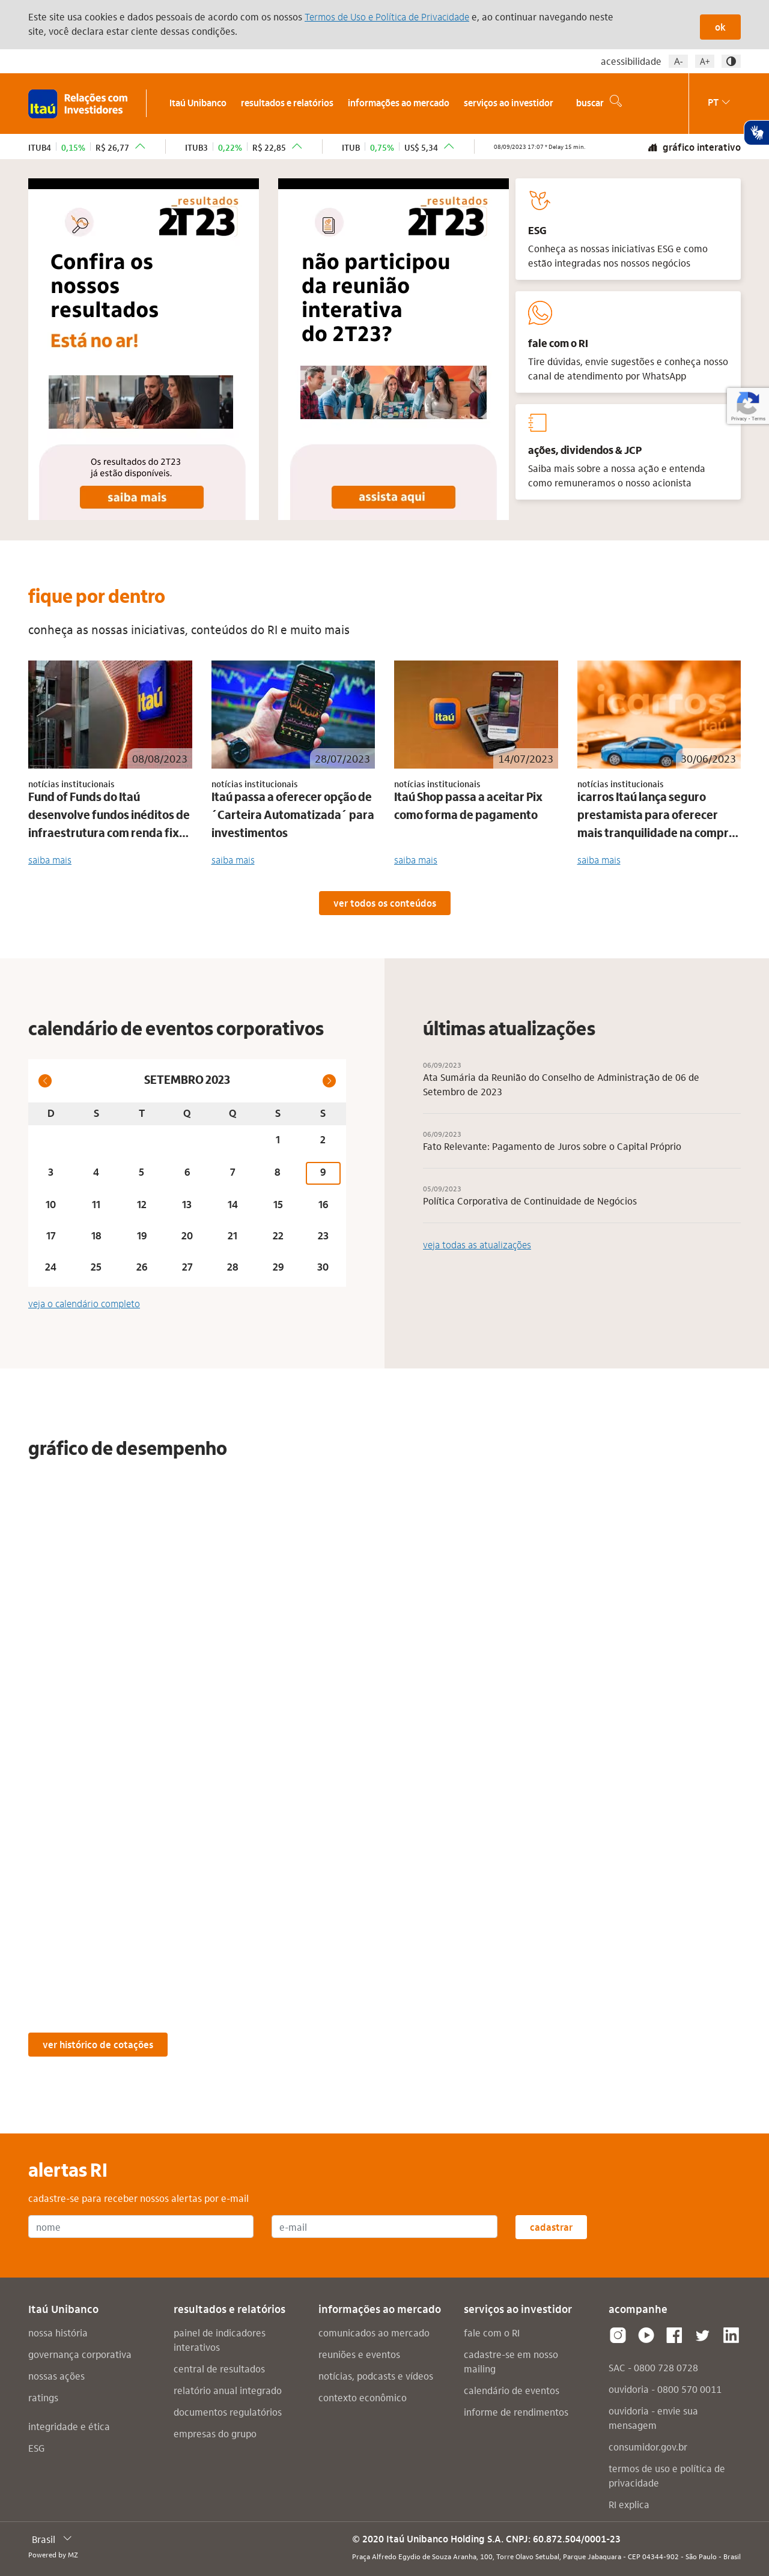 Este site usa cookies e dados pessoais de acordo com os nossos Termos de Uso e Política de Privacidade e, ao continuar navegando neste
site, você declara estar ciente dessas condições.
ok
acessibilidade A- A+
Itaú Relações com
Investidores
Itaú Unibanco resultados e relatórios informações ao mercado serviços ao investidor buscar PT
ITUB4 0,15% R$ 26,77 ITUB3 0,22% R$ 22,85 ITUB 0,75% US$ 5,34 08/09/2023 17:07 * Delay 15 min. gráfico interativo
_resultados
2T23
Confira os
nossos
resultados
Está no ar!
Os resultados do 2T23
já estão disponíveis.
saiba mais
_resultados
2T23
não participou
da reunião
interativa
do 2T23?
assista aqui
ESG
Conheça as nossas iniciativas ESG e como
estão integradas nos nossos negócios
fale com o RI
Tire dúvidas, envie sugestões e conheça nosso
canal de atendimento por WhatsApp
ações, dividendos & JCP
Saiba mais sobre a nossa ação e entenda
como remuneramos o nosso acionista
Privacy - Terms
fique por dentro
conheça as nossas iniciativas, conteúdos do RI e muito mais
Itaú
08/08/2023
notícias institucionais
Fund of Funds do Itaú
desenvolve fundos inéditos de
infraestrutura com renda fix...
saiba mais
28/07/2023
notícias institucionais
Itaú passa a oferecer opção de
´Carteira Automatizada´ para
investimentos
saiba mais
Itaú
14/07/2023
notícias institucionais
Itaú Shop passa a aceitar Pix
como forma de pagamento
saiba mais
icarros
Itaú
30/06/2023
notícias institucionais
icarros Itaú lança seguro
prestamista para oferecer
mais tranquilidade na compr...
saiba mais
ver todos os conteúdos
calendário de eventos corporativos
SETEMBRO 2023
D S T Q Q S S
1 2
3 4 5 6 7 8 9
10 11 12 13 14 15 16
17 18 19 20 21 22 23
24 25 26 27 28 29 30
veja o calendário completo
últimas atualizações
06/09/2023
Ata Sumária da Reunião do Conselho de Administração de 06 de
Setembro de 2023
06/09/2023
Fato Relevante: Pagamento de Juros sobre o Capital Próprio
05/09/2023
Política Corporativa de Continuidade de Negócios
veja todas as atualizações
gráfico de desempenho
ver histórico de cotações
alertas RI
cadastre-se para receber nossos alertas por e-mail
nome e-mail cadastrar
Itaú Unibanco
nossa história
governança corporativa
nossas ações
ratings
integridade e ética
ESG
resultados e relatórios
painel de indicadores
interativos
central de resultados
relatório anual integrado
documentos regulatórios
empresas do grupo
informações ao mercado
comunicados ao mercado
reuniões e eventos
notícias, podcasts e vídeos
contexto econômico
serviços ao investidor
fale com o RI
cadastre-se em nosso
mailing
calendário de eventos
informe de rendimentos
acompanhe
SAC - 0800 728 0728
ouvidoria - 0800 570 0011
ouvidoria - envie sua
mensagem
consumidor.gov.br
termos de uso e política de
privacidade
RI explica
Brasil
Powered by MZ
© 2020 Itaú Unibanco Holding S.A. CNPJ: 60.872.504/0001-23
Praça Alfredo Egydio de Souza Aranha, 100, Torre Olavo Setubal, Parque Jabaquara - CEP 04344-902 - São Paulo - Brasil